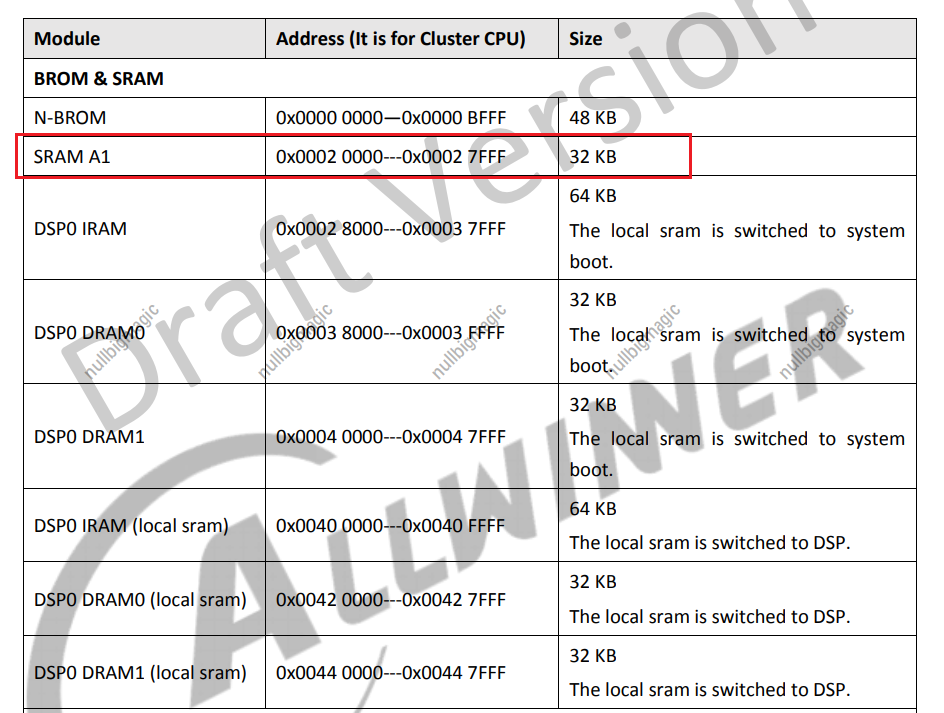 Module Address (It is for Cluster CPU) Size
BROM & SRAM
N-BROM 0x0000 0000—0x0000 BFFF 48 KB
SRAM A1 0x0002 0000---0x0002 7FFF 32 KB
DSP0 IRAM 0x0002 8000---0x0003 7FFF 64 KB
The local sram is switched to system
boot.
DSP0 DRAM0 0x0003 8000---0x0003 FFFF 32 KB
The local sram is switched to system
boot.
DSP0 DRAM1 0x0004 0000---0x0004 7FFF 32 KB
The local sram is switched to system
boot.
DSP0 IRAM (local sram) 0x0040 0000---0x0040 FFFF 64 KB
The local sram is switched to DSP.
DSP0 DRAM0 (local sram) 0x0042 0000---0x0042 7FFF 32 KB
The local sram is switched to DSP.
DSP0 DRAM1 (local sram) 0x0044 0000---0x0044 7FFF 32 KB
The local sram is switched to DSP.
Draft Version
nullbigmagic
nullbigmagic
nullbigmagic
nullbigmagic
nullbigmagic
ALLWINNER